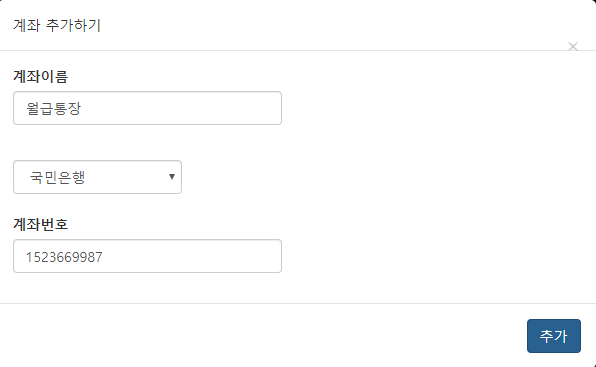 계좌 추가하기
×
계좌이름
월급통장
국민은행
계좌번호
1523669987
추가